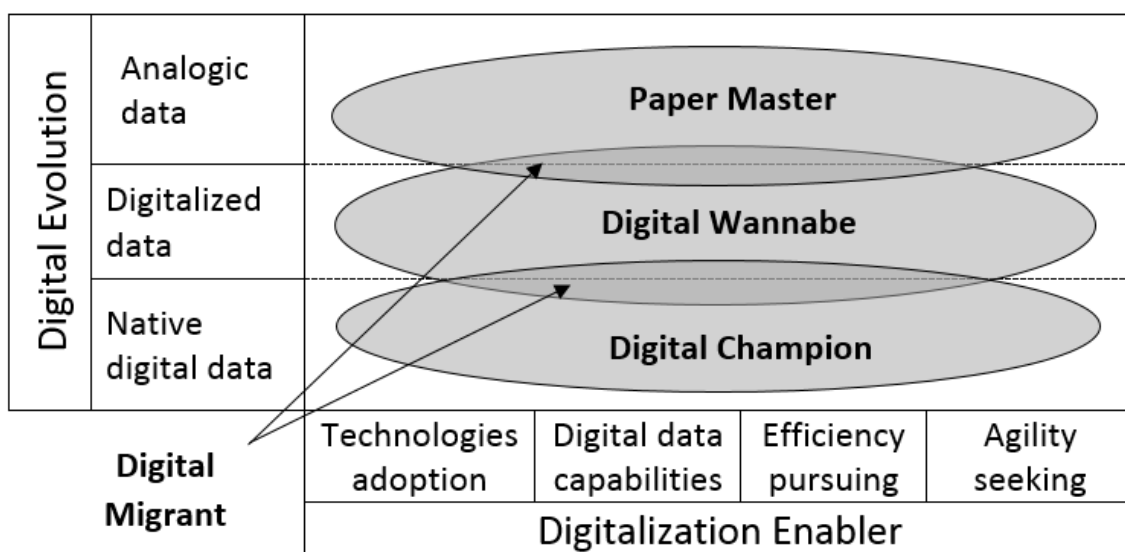 Digital Evolution
Analogic
data
Digitalized
data
Native
digital data
Paper Master
Digital Wannabe
Digital Champion
Digital
Migrant
Technologies
adoption
Digital data
capabilities
Efficiency
pursuing
Agility
seeking
Digitalization Enabler